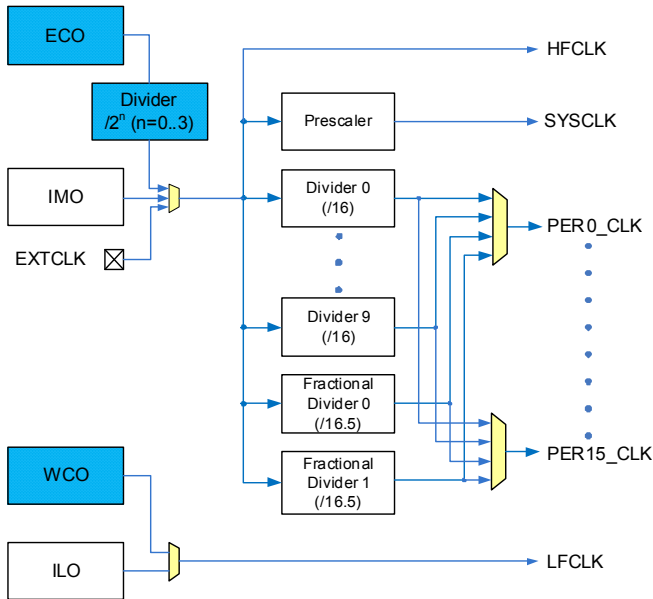 ECO
HFCLK
Divider
/2ⁿ (n=0..3)
Prescaler
SYSCLK
IMO
Divider 0
(/16)
PER0_CLK
EXTCLK
Divider 9
(/16)
Fractional
Divider 0
(/16.5)
WCO
Fractional
Divider 1
(/16.5)
PER15_CLK
ILO
LFCLK